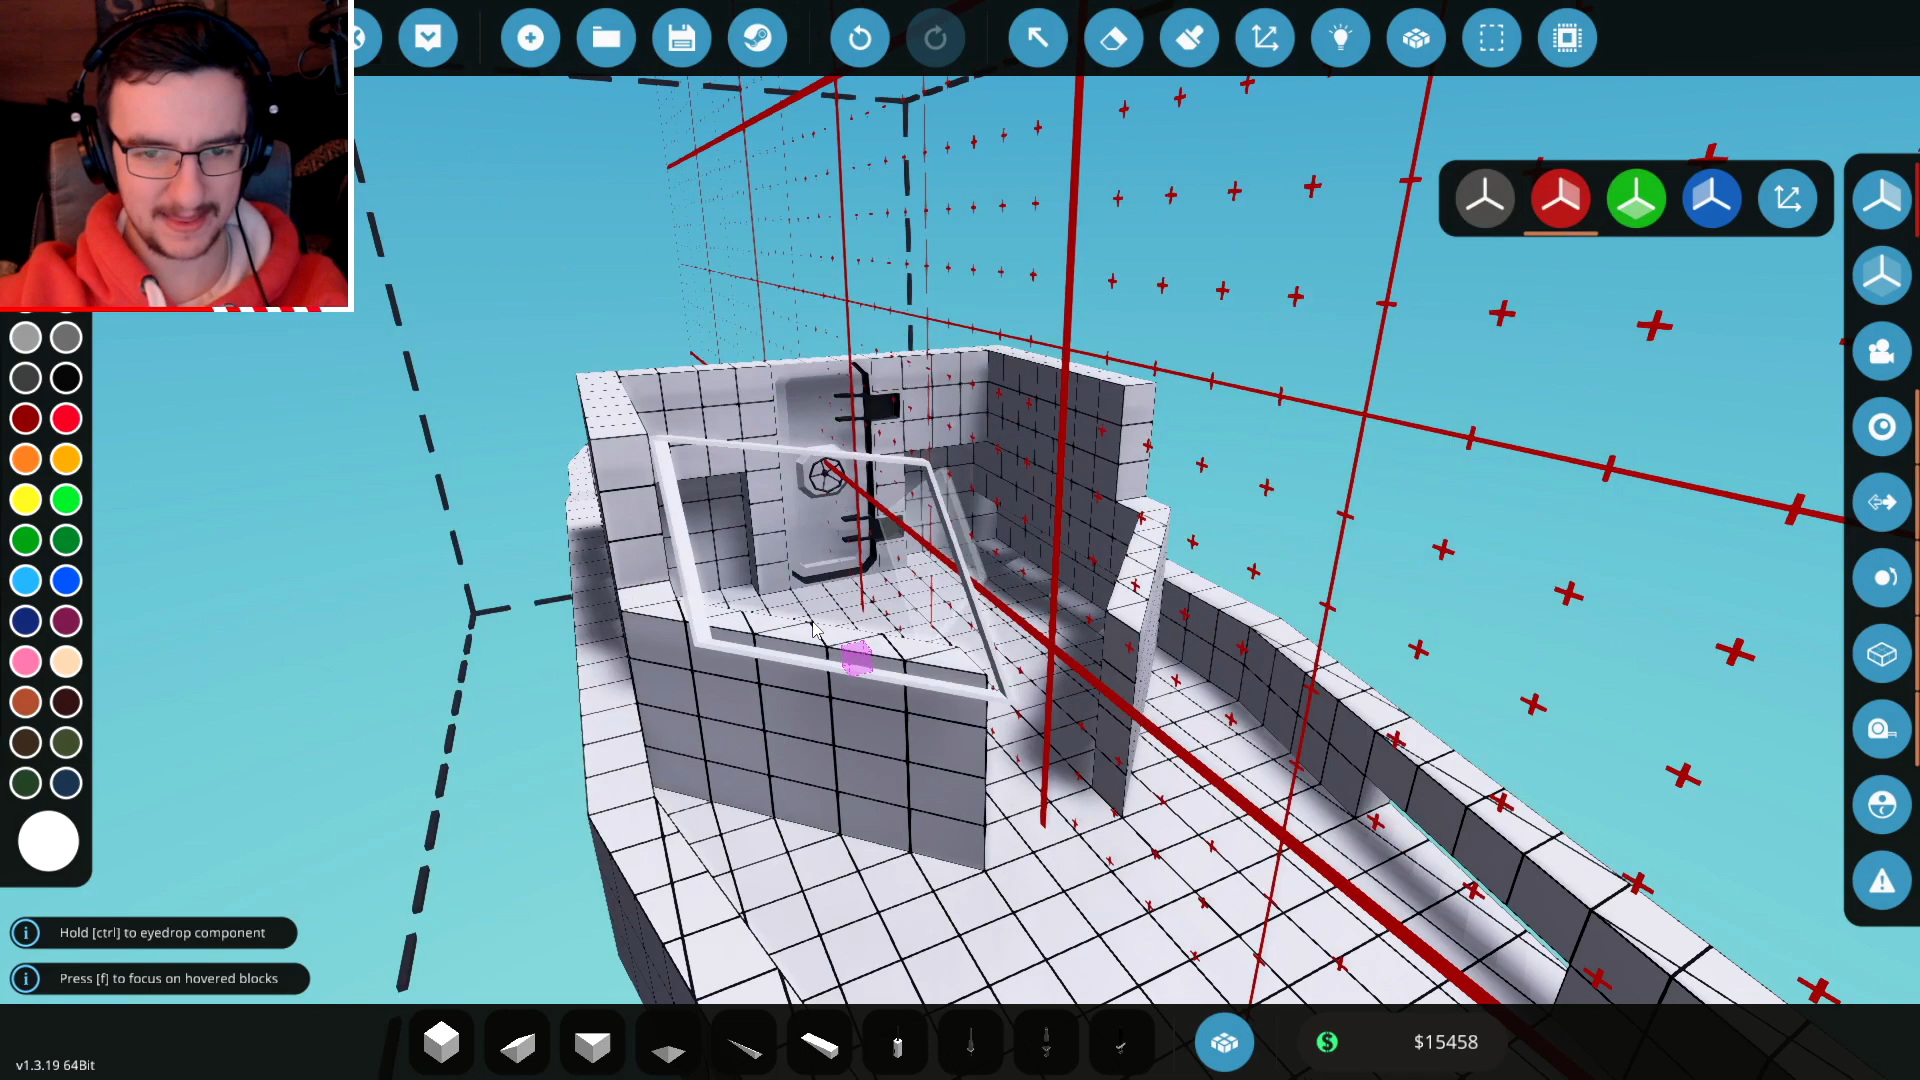 Hold [ctrl] to eyedrop component
Press [f] to focus on hovered blocks
v1.3.19 64Bit
$15458